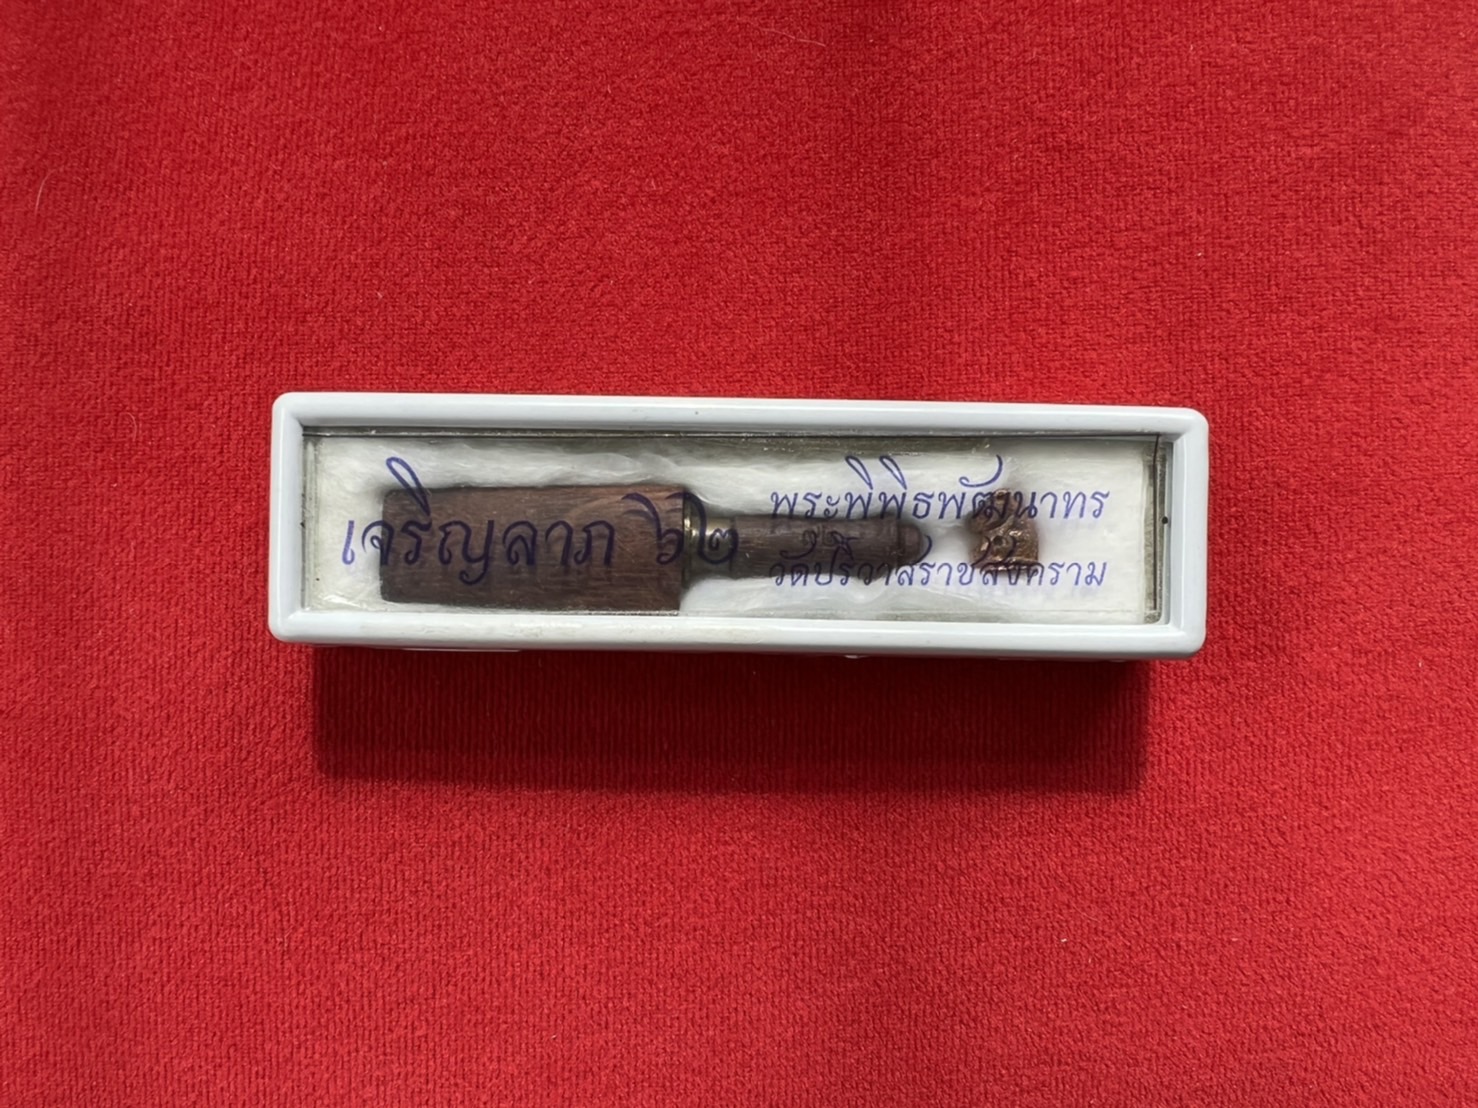 เจริญลาภ ๖๒
พระพิพิธพัฒนาทร
วัดปริวาสราชสงคราม